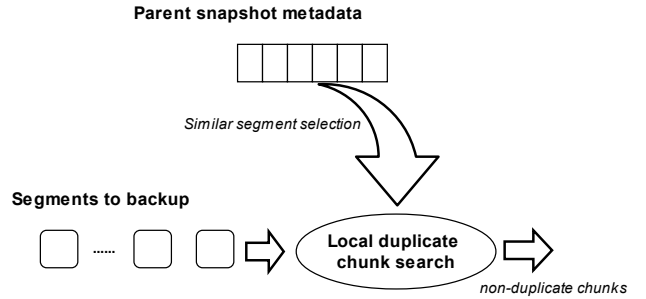 Parent snapshot metadata
Similar segment selection
Segments to backup
......
Local duplicate
chunk search
non-duplicate chunks